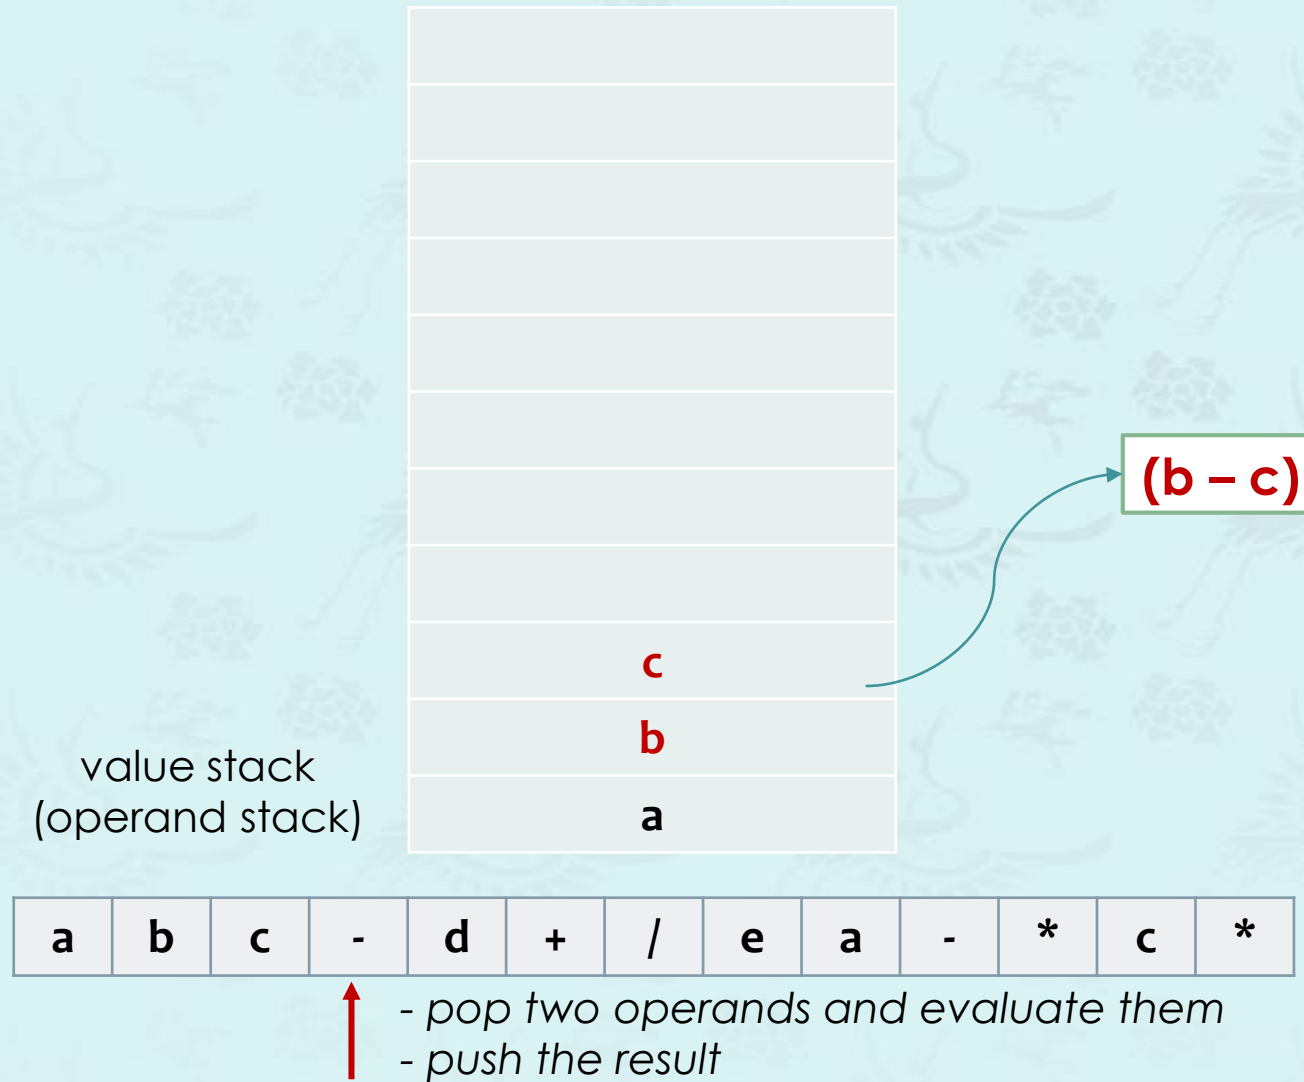 (b – c)
c
b
a
value stack
(operand stack)
a b c - d + / e a - * c *
- pop two operands and evaluate them
- push the result